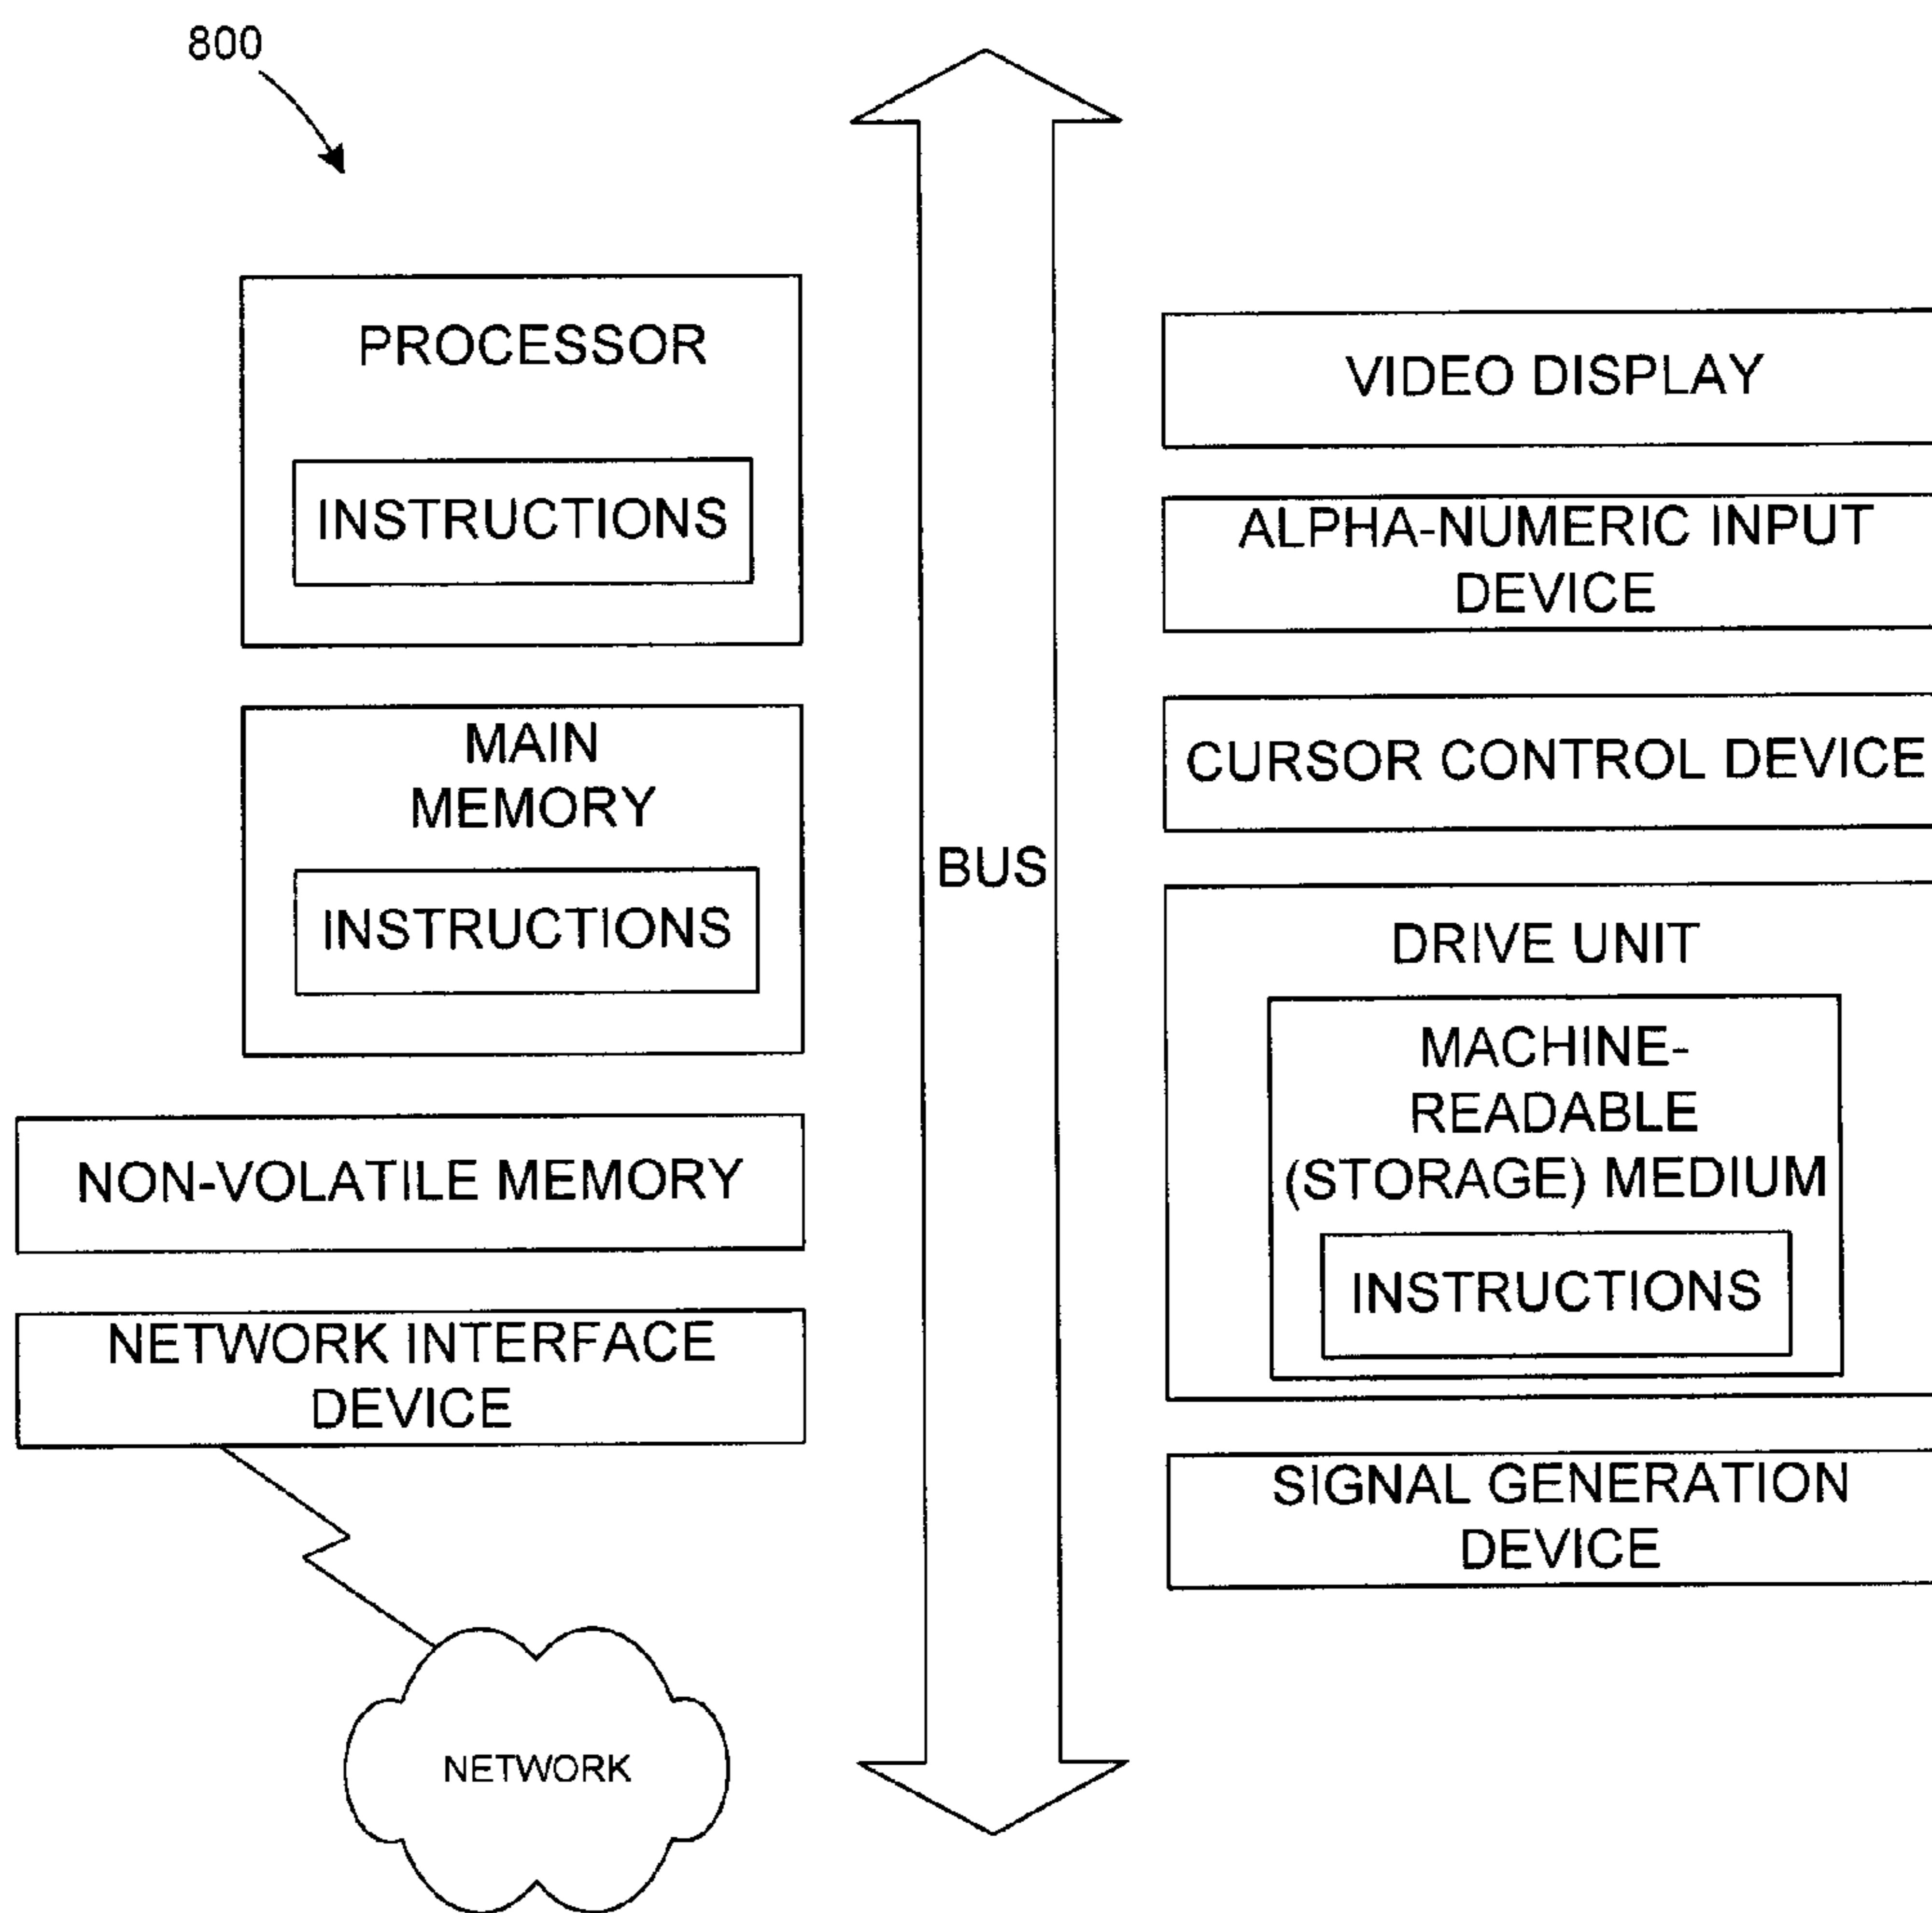 800
PROCESSOR
INSTRUCTIONS
MAIN
MEMORY
INSTRUCTIONS
NON-VOLATILE MEMORY
NETWORK INTERFACE
DEVICE
NETWORK
BUS
VIDEO DISPLAY
ALPHA-NUMERIC INPUT
DEVICE
CURSOR CONTROL DEVICE
DRIVE UNIT
MACHINE-
READABLE
(STORAGE) MEDIUM
INSTRUCTIONS
SIGNAL GENERATION
DEVICE